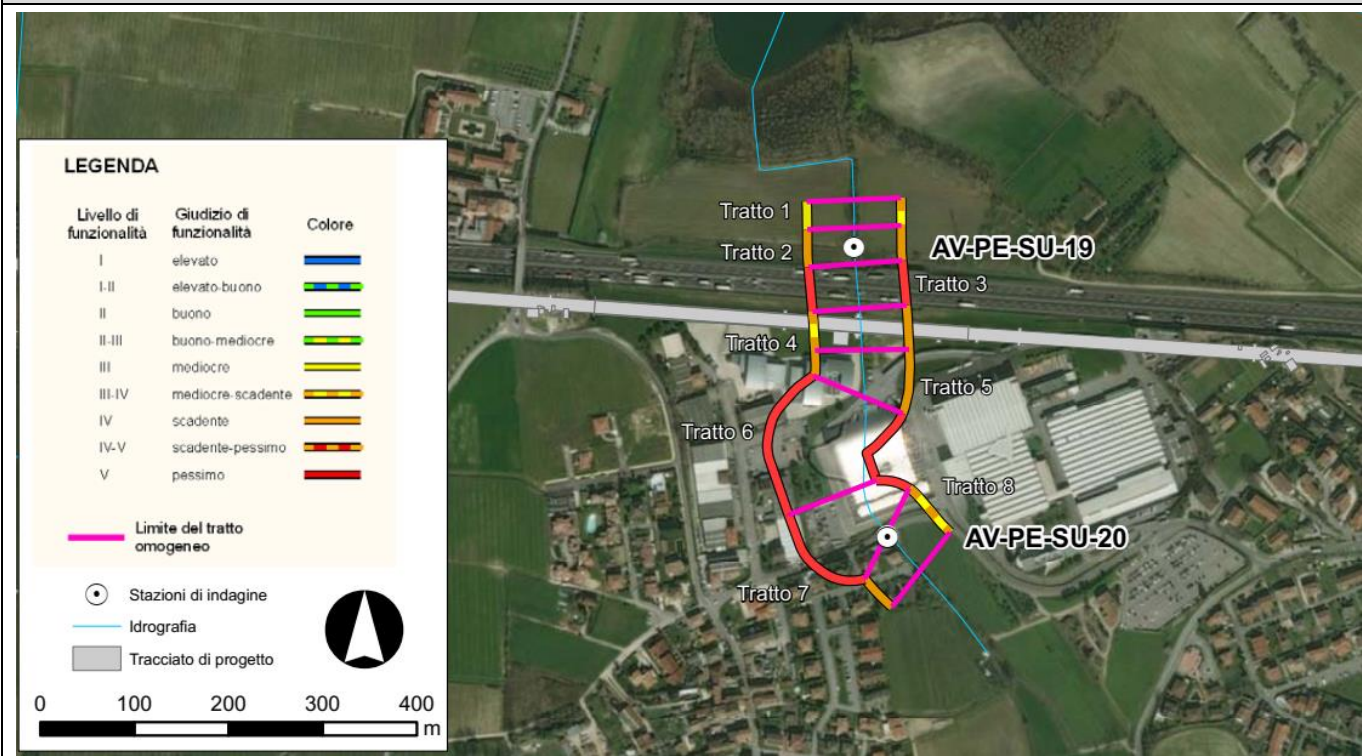 LEGENDA
Livello di funzionalità
Giudizio di funzionalità
Colore
I elevato
I-II elevato-buono
II buono
II-III buono-mediocre
III mediocre
III-IV mediocre-scadente
IV scadente
IV-V scadente-pessimo
V pessimo
Limite del tratto
omogeneo
Stazioni di indagine
Idrografia
Tracciato di progetto
0 100 200 300 400
m
Tratto 1
Tratto 2
AV-PE-SU-19
Tratto 3
Tratto 4
Tratto 5
Tratto 6
Tratto 8
AV-PE-SU-20
Tratto 7